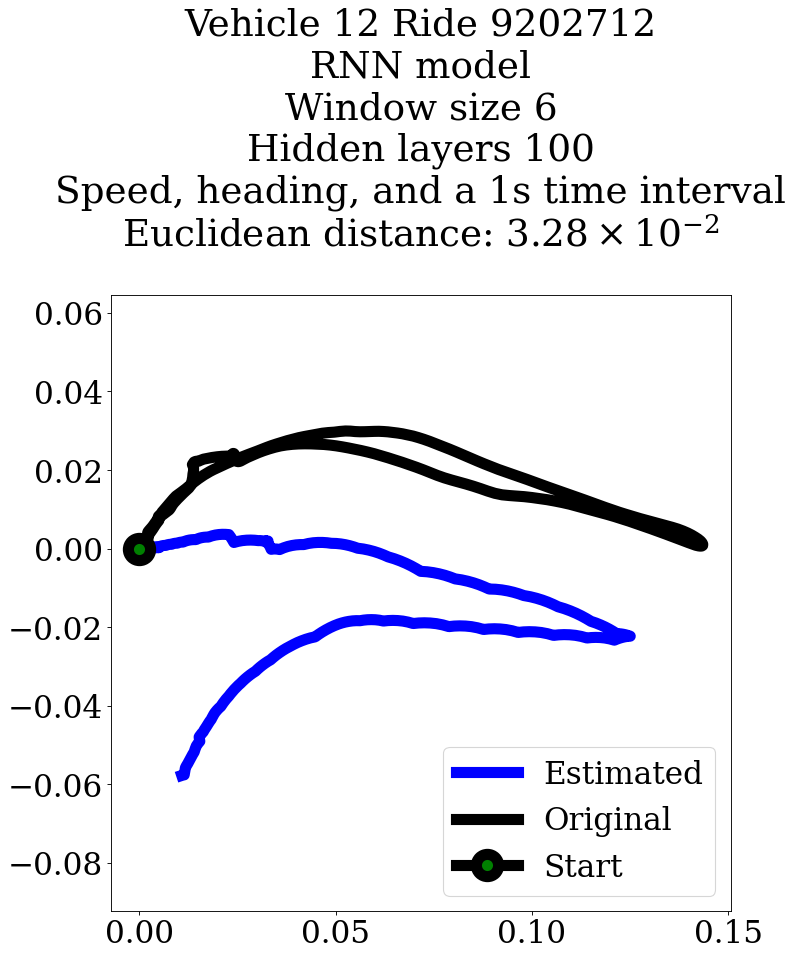 Vehicle 12 Ride 9202712
RNN model
Window size 6
Hidden layers 100
Speed, heading, and a 1s time interval
Euclidean distance: 3.28 × 10⁻²
0.06
0.04
0.02
0.00
−0.02
−0.04
−0.06
−0.08
Estimated
Original
Start
0.00 0.05 0.10 0.15